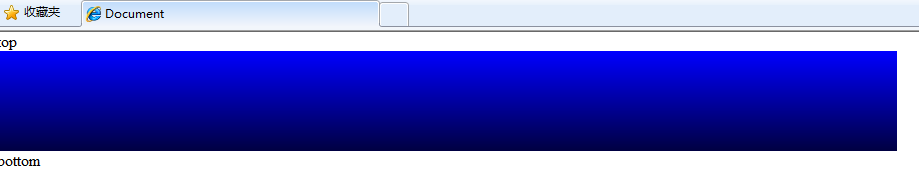 收藏夹
Document
top
bottom